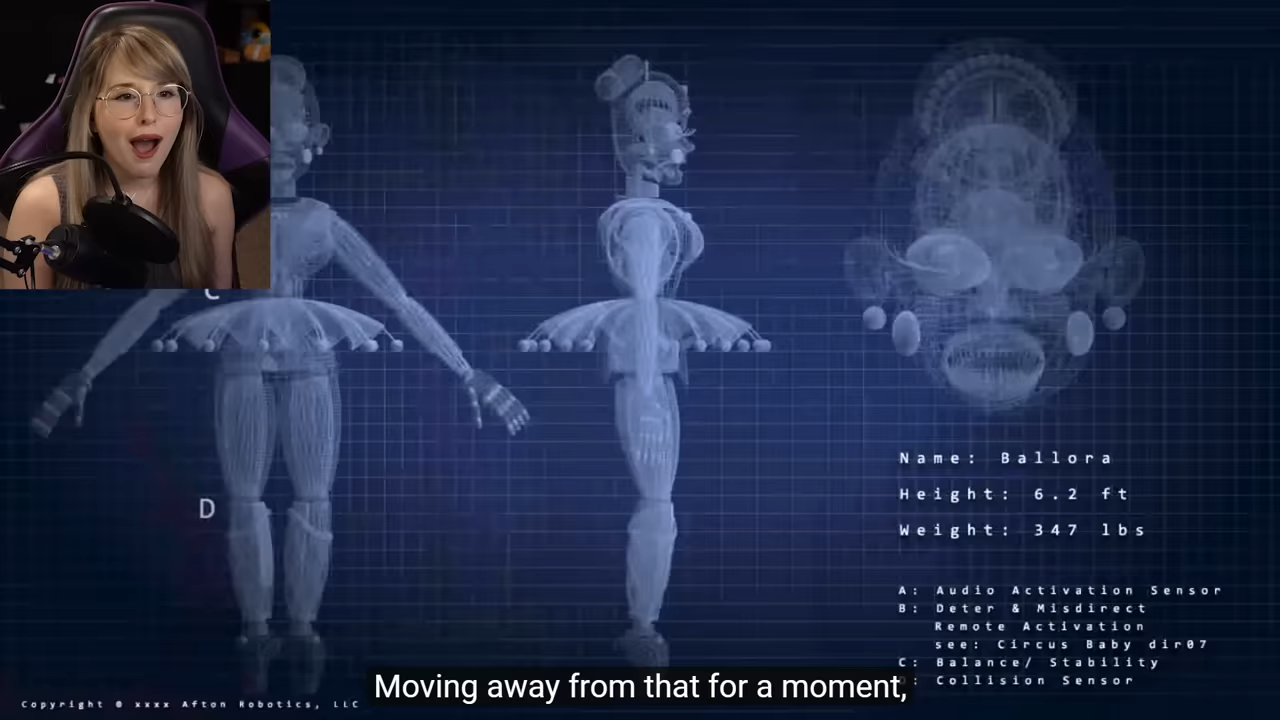 C
D
Name: Ballora
Height: 6.2 ft
Weight: 347 lbs
A: Audio Activation Sensor
B: Deter & Misdirect
Remote Activation
see: Circus Baby dir07
C: Balance/ Stability
D: Collision Sensor
Moving away from that for a moment,
Copyright © xxxx Afton Robotics, LLC